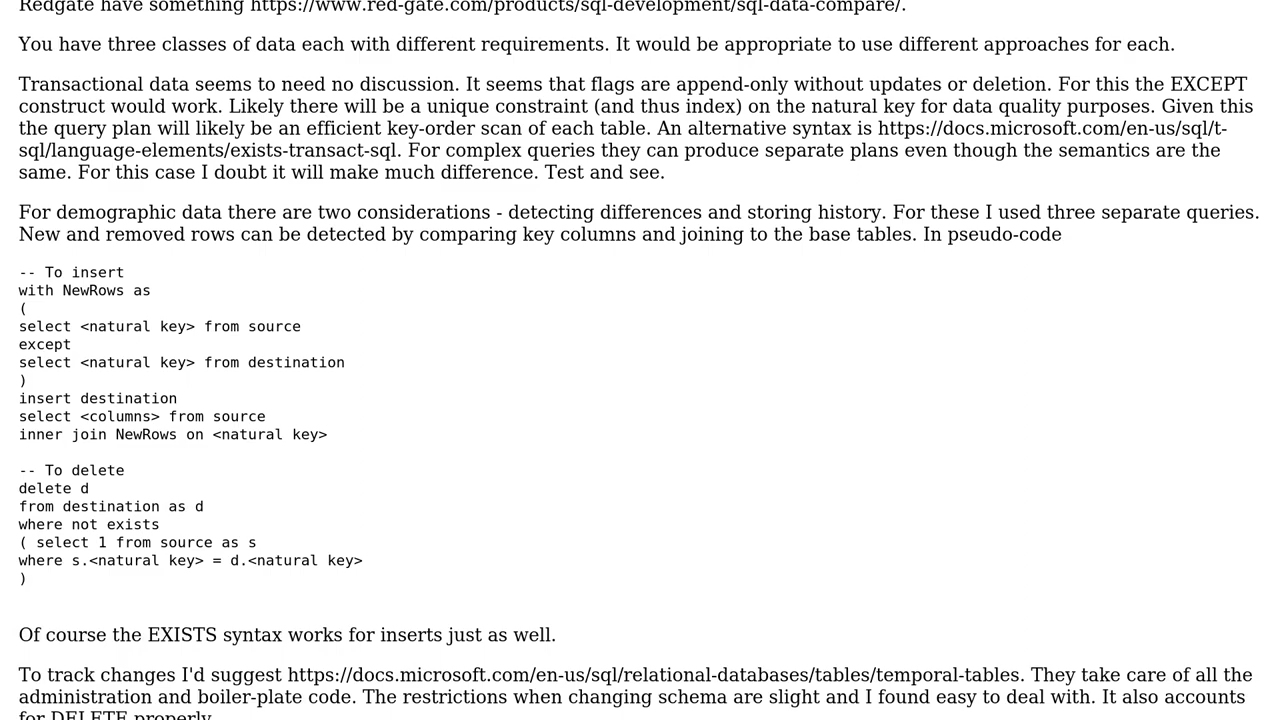 Redgate have something https://www.red-gate.com/products/sql-development/sql-data-compare/.
You have three classes of data each with different requirements. It would be appropriate to use different approaches for each.
Transactional data seems to need no discussion. It seems that flags are append-only without updates or deletion. For this the EXCEPT
construct would work. Likely there will be a unique constraint (and thus index) on the natural key for data quality purposes. Given this
the query plan will likely be an efficient key-order scan of each table. An alternative syntax is https://docs.microsoft.com/en-us/sql/t-
sql/language-elements/exists-transact-sql. For complex queries they can produce separate plans even though the semantics are the
same. For this case I doubt it will make much difference. Test and see.
For demographic data there are two considerations - detecting differences and storing history. For these I used three separate queries.
New and removed rows can be detected by comparing key columns and joining to the base tables. In pseudo-code
-- To insert
with NewRows as
(
select <natural key> from source
except
select <natural key> from destination
)
insert destination
select <columns> from source
inner join NewRows on <natural key>
-- To delete
delete d
from destination as d
where not exists
( select 1 from source as s
where s.<natural key> = d.<natural key>
)
Of course the EXISTS syntax works for inserts just as well.
To track changes I'd suggest https://docs.microsoft.com/en-us/sql/relational-databases/tables/temporal-tables. They take care of all the
administration and boiler-plate code. The restrictions when changing schema are slight and I found easy to deal with. It also accounts
for DELETE properly.